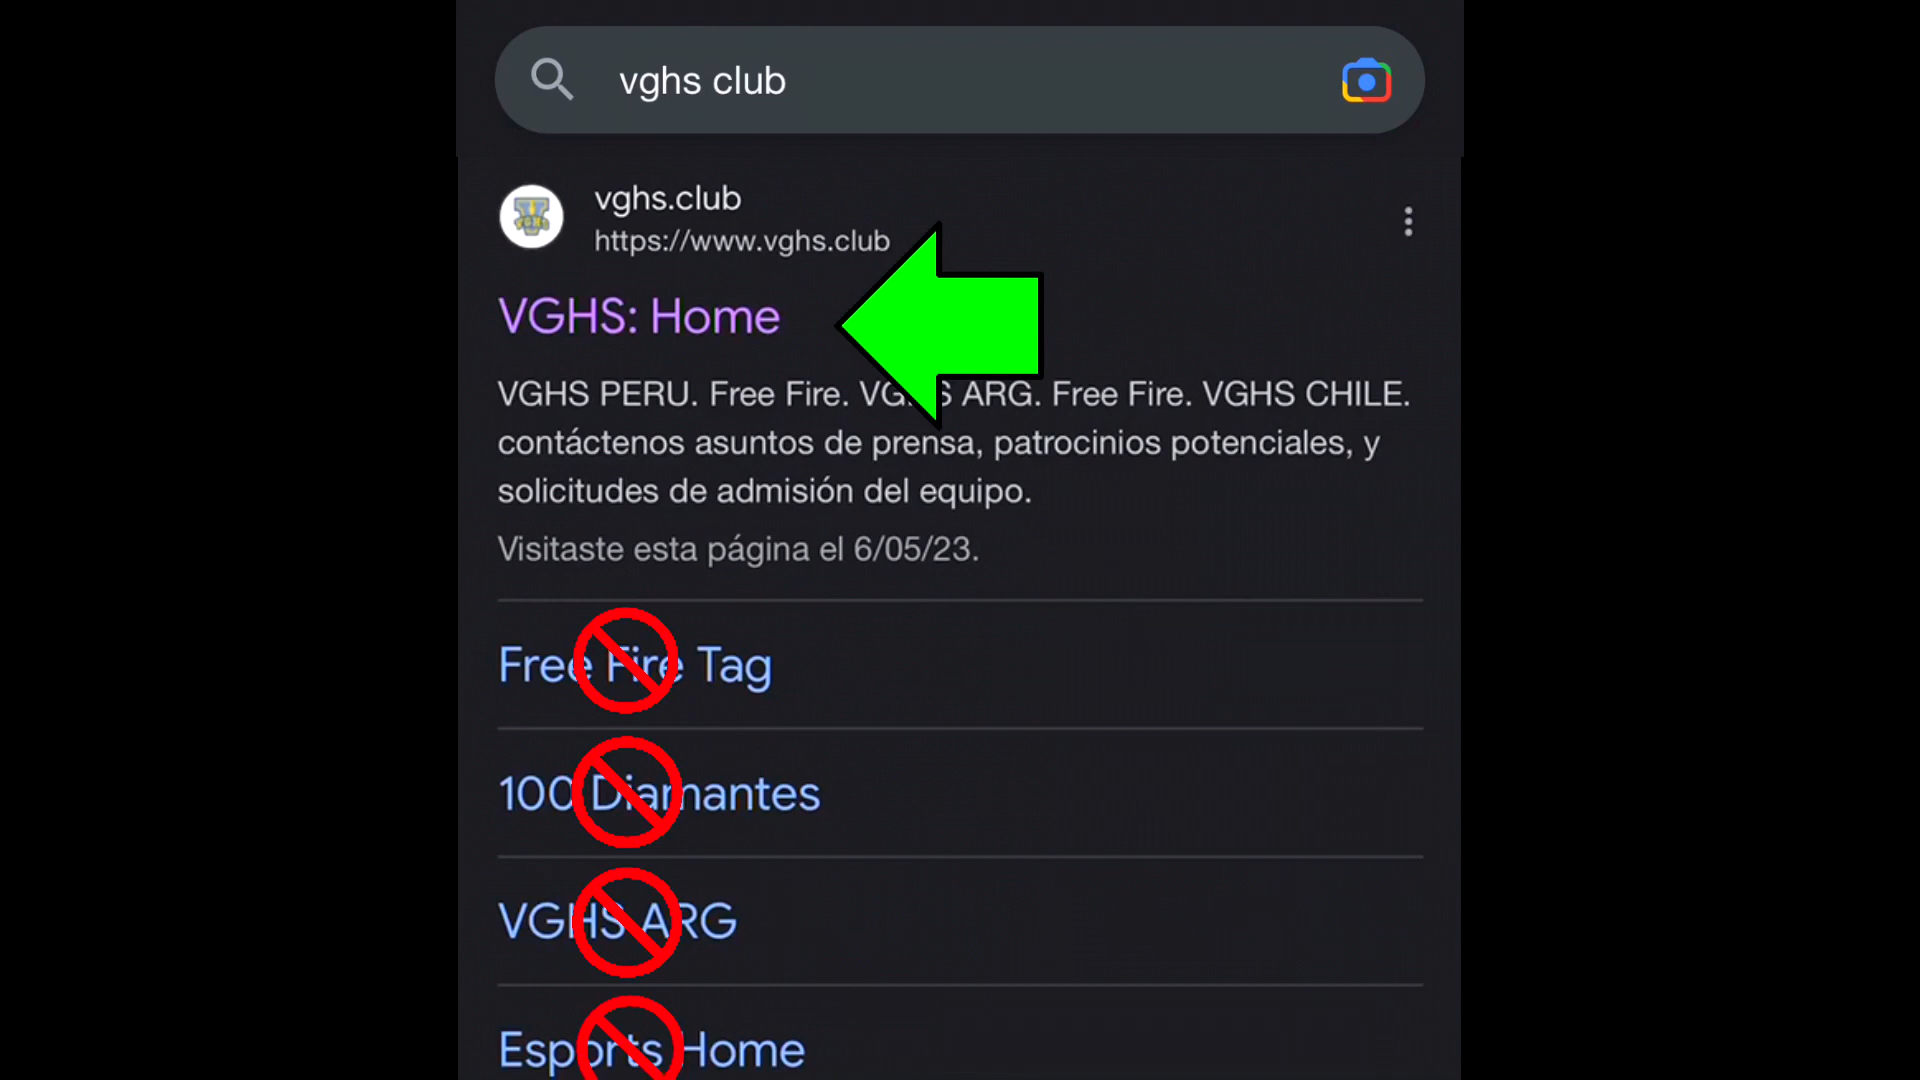 vghs club
vghs.club
https://www.vghs.club
VGHS: Home
VGHS PERU. Free Fire. VGHS ARG. Free Fire. VGHS CHILE.
contáctenos asuntos de prensa, patrocinios potenciales, y
solicitudes de admisión del equipo.
Visitaste esta página el 6/05/23.
Free Fire Tag
100 Diamantes
VGHS ARG
Esports Home